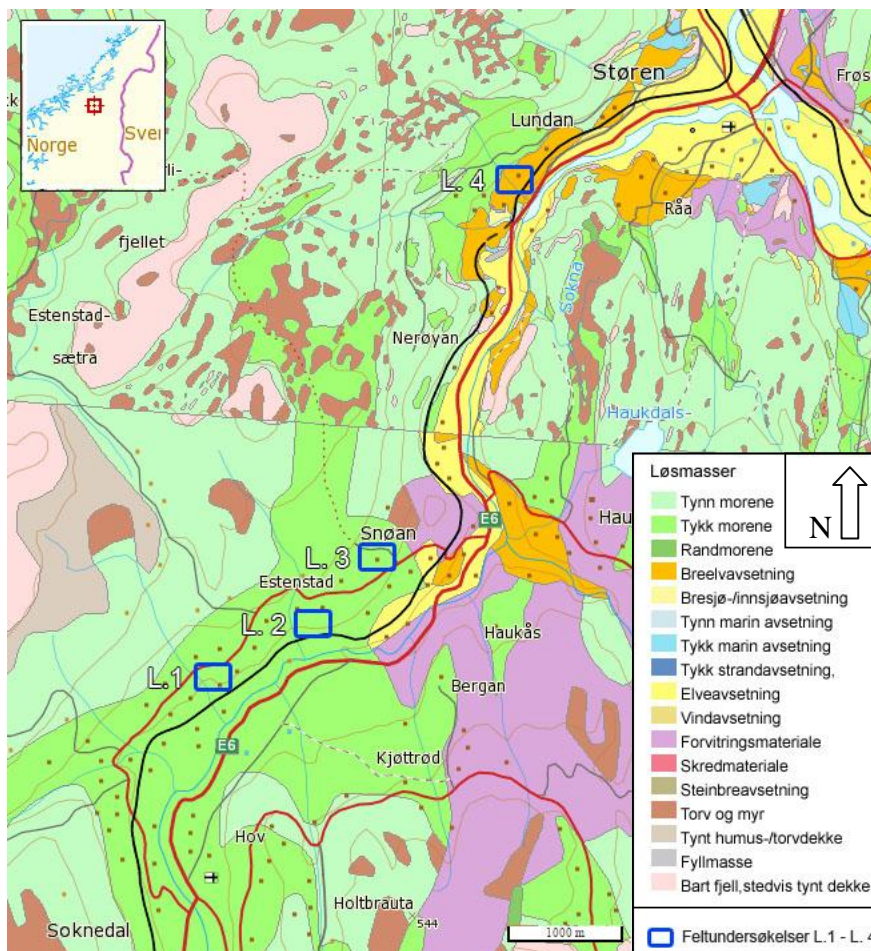 Norge
Sver
Støren
Frøs
Lundan
L. 4
Råa
fjellet
Sokna
Estenstad-
sætra
Nerøyan
Haukdals-
Løsmasser
N
Tynn morene
Tykk morene
Randmorene
Breelvavsetning
Bresjø-/innsjøavsetning
Tynn marin avsetning
Tykk marin avsetning
Tykk strandavsetning,
Elveavsetning
Vindavsetning
Forvitringsmateriale
Skredmateriale
Steinbreavsetning
Torv og myr
Tynt humus-/torvdekke
Fyllmasse
Bart fjell,stedvis tynt dekke
Feltundersøkelser L.1 - L. 4
E6
Hau
Snøan
L. 3
Estenstad
L. 2
Haukås
L.1
Bergan
E6
Kjøttrød
Hov
Holtbrauta
544
Soknedal
1000 m